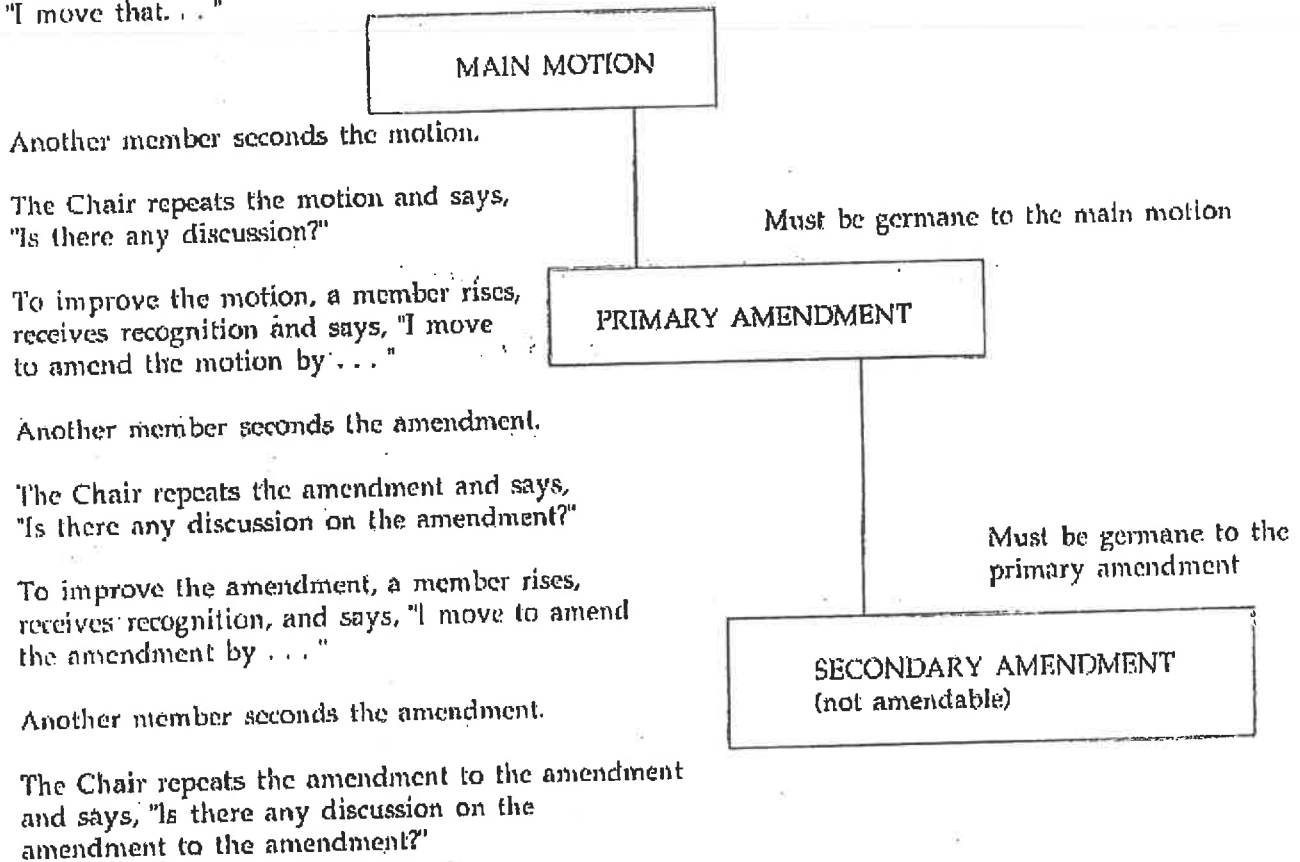 "I move that. . . "
MAIN MOTION
Another member seconds the motion.
The Chair repeats the motion and says,
"Is there any discussion?"
Must be germane to the main motion
To improve the motion, a member rises,
receives recognition and says, "I move
to amend the motion by . . . "
PRIMARY AMENDMENT
Another member seconds the amendment.
The Chair repeats the amendment and says,
"Is there any discussion on the amendment?"
Must be germane to the
primary amendment
To improve the amendment, a member rises,
receives recognition, and says, "I move to amend
the amendment by . . . "
SECONDARY AMENDMENT
(not amendable)
Another member seconds the amendment.
The Chair repeats the amendment to the amendment
and says, "Is there any discussion on the
amendment to the amendment?"